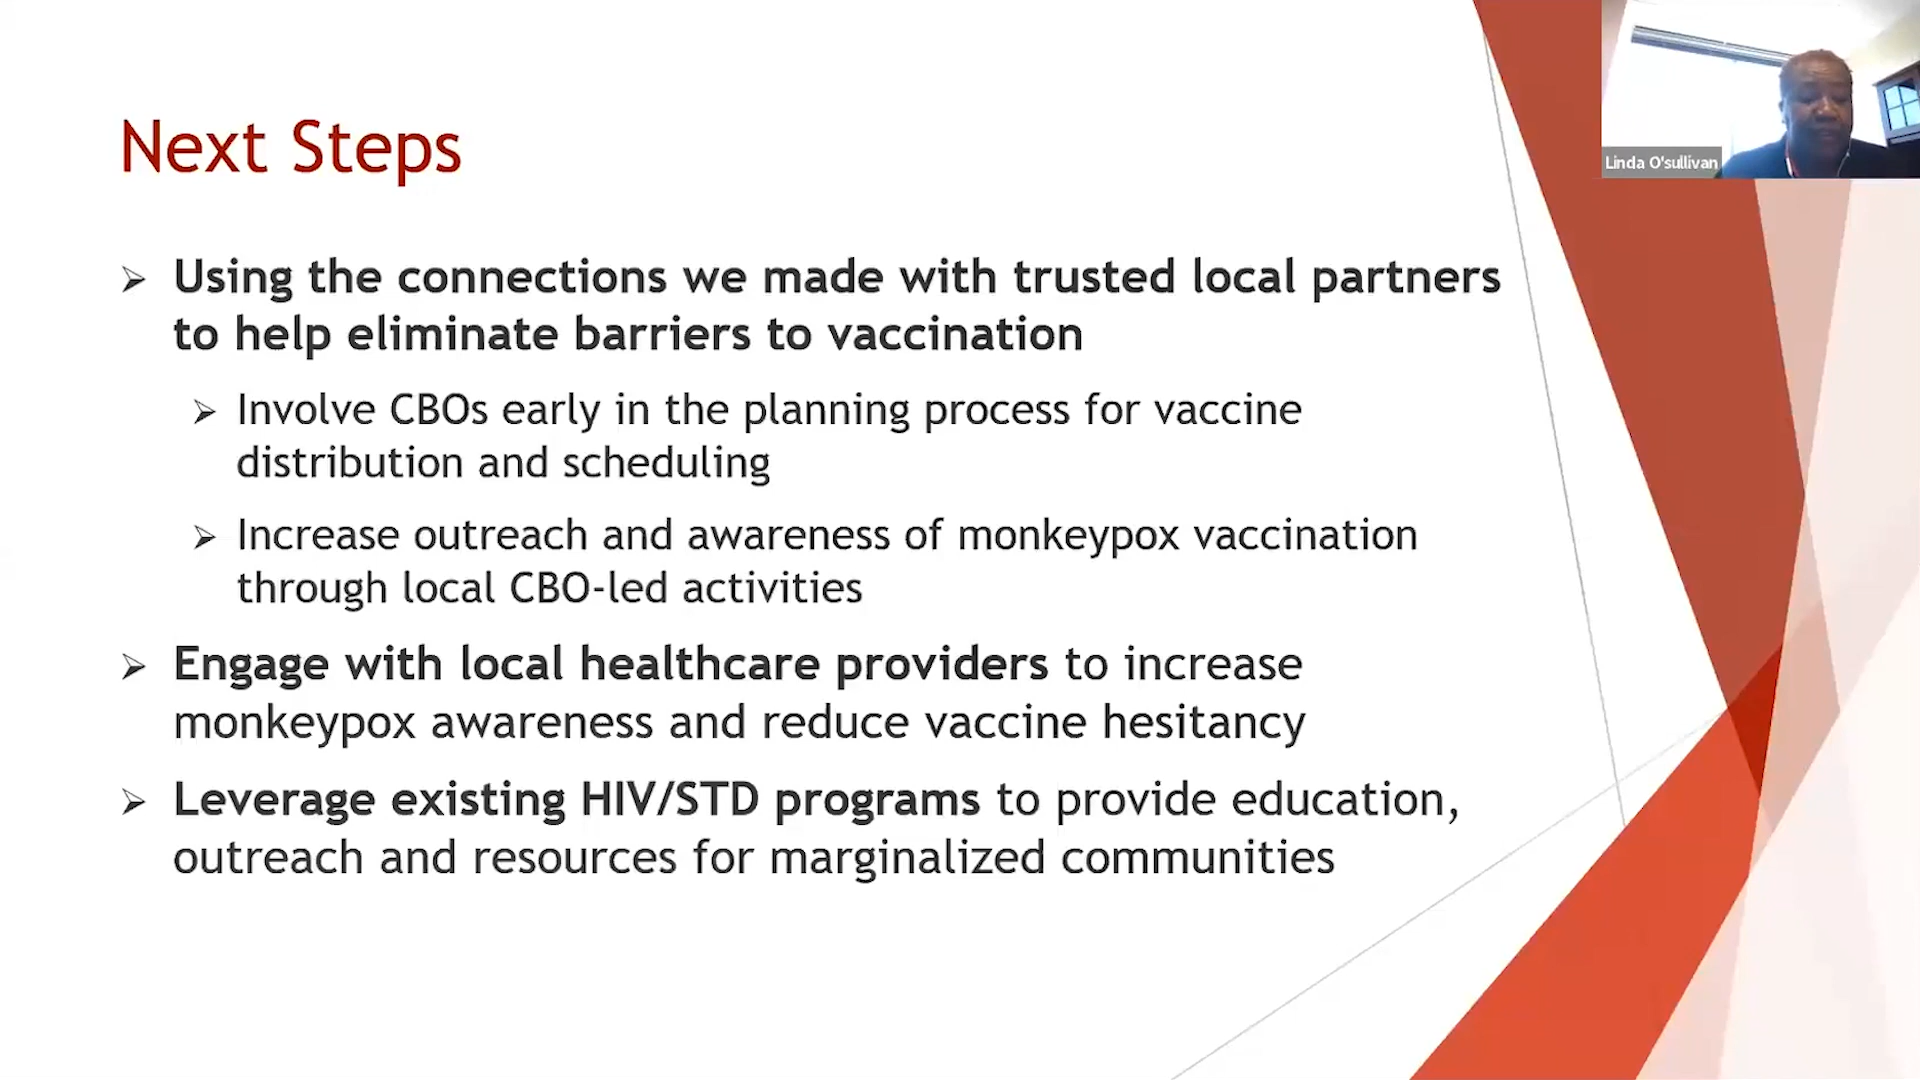 Next Steps
Linda O'sullivan
Using the connections we made with trusted local partners
to help eliminate barriers to vaccination
Involve CBOs early in the planning process for vaccine
distribution and scheduling
Increase outreach and awareness of monkeypox vaccination
through local CBO-led activities
Engage with local healthcare providers to increase
monkeypox awareness and reduce vaccine hesitancy
Leverage existing HIV/STD programs to provide education,
outreach and resources for marginalized communities